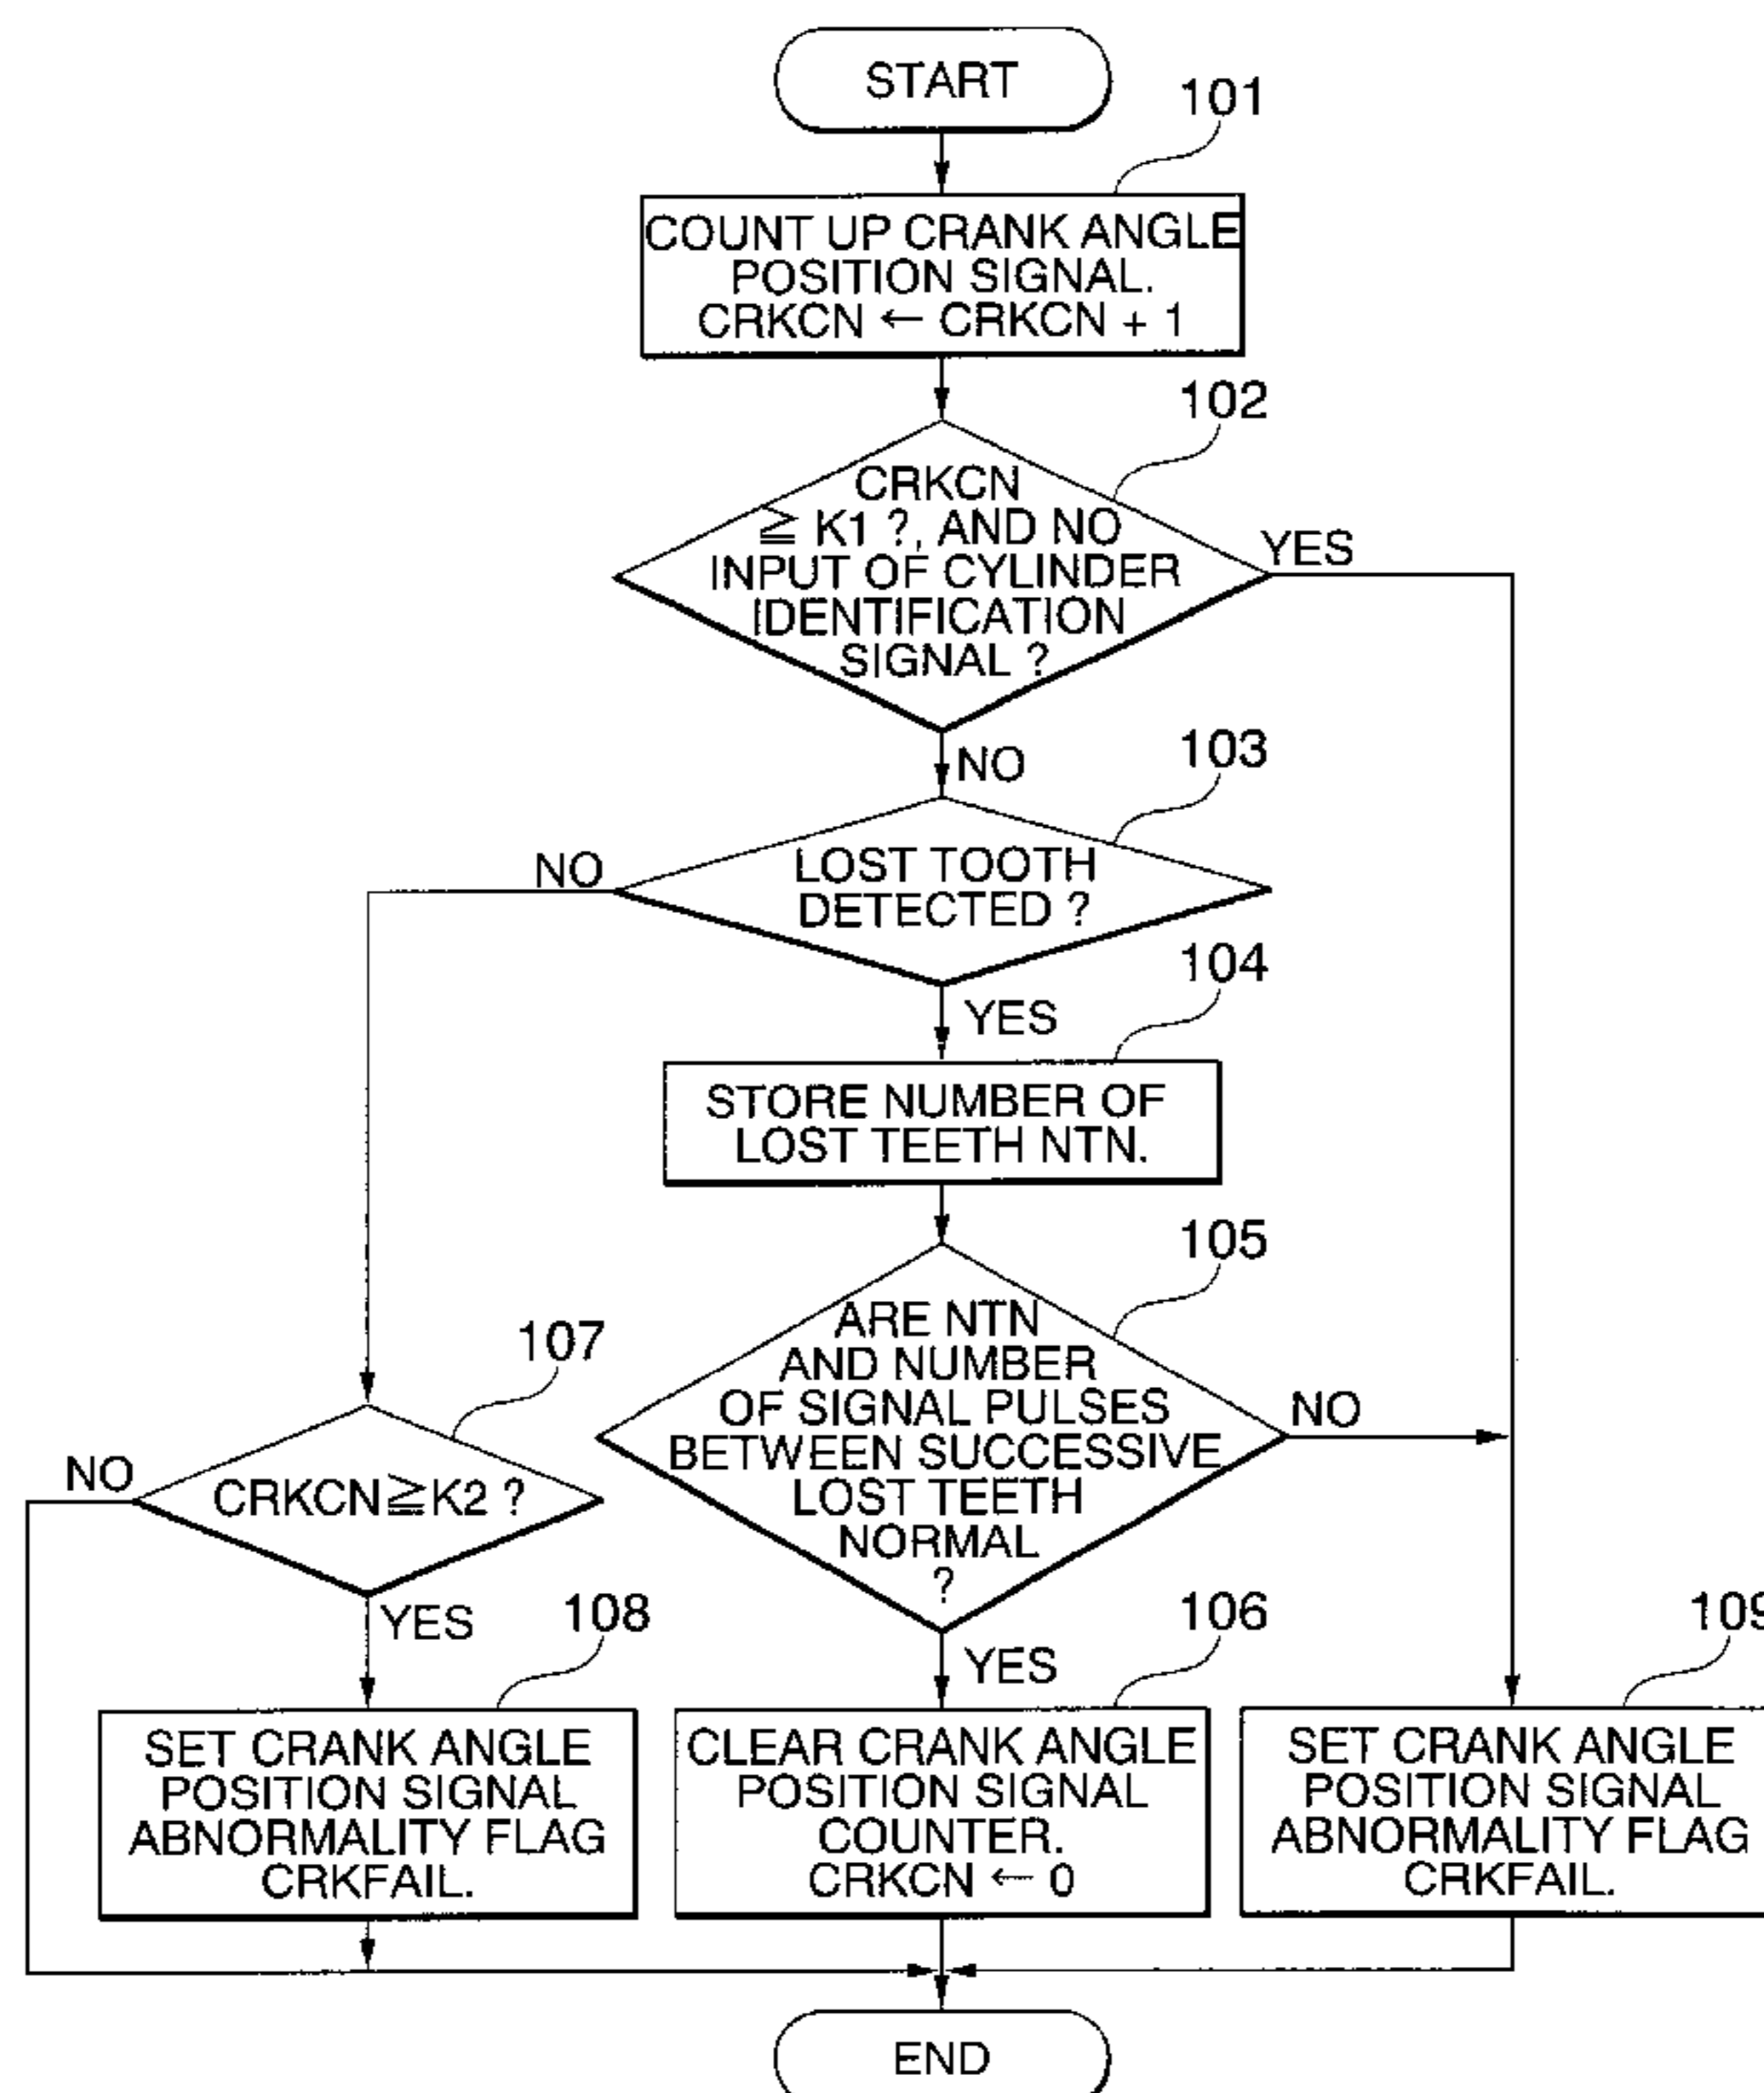 START
101
COUNT UP CRANK ANGLE
POSITION SIGNAL.
CRKCN ← CRKCN + 1
102
CRKCN
≧ K1 ?, AND NO
INPUT OF CYLINDER
IDENTIFICATION
SIGNAL ?
YES
NO
103
LOST TOOTH
DETECTED ?
NO
YES
104
STORE NUMBER OF
LOST TEETH NTN.
105
ARE NTN
AND NUMBER
OF SIGNAL PULSES
BETWEEN SUCCESSIVE
LOST TEETH
NORMAL
?
NO
YES
107
CRKCN≧K2 ?
NO
YES
108
SET CRANK ANGLE
POSITION SIGNAL
ABNORMALITY FLAG
CRKFAIL.
106
CLEAR CRANK ANGLE
POSITION SIGNAL
COUNTER.
CRKCN ← 0
109
SET CRANK ANGLE
POSITION SIGNAL
ABNORMALITY FLAG
CRKFAIL.
END